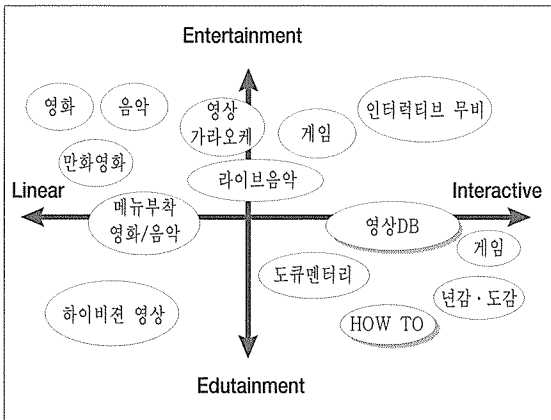 Entertainment
영화
음악
영상
가라오케
게임
인터럭티브 무비
만화영화
라이브음악
Linear
Interactive
메뉴부착
영화/음악
영상DB
게임
도큐멘터리
년감·도감
하이비젼 영상
HOW TO
Edutainment